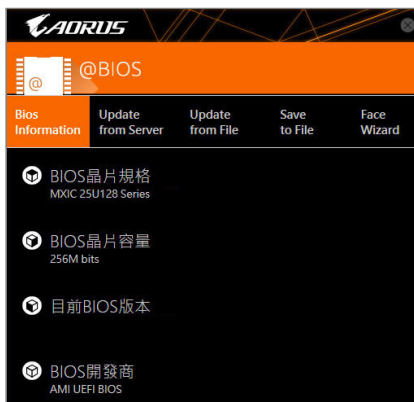 AORUS
@
@BIOS
Bios Information
Update from Server
Update from File
Save to File
Face Wizard
BIOS晶片規格
MXIC 25U128 Series
BIOS晶片容量
256M bits
目前BIOS版本
BIOS開發商
AMI UEFI BIOS